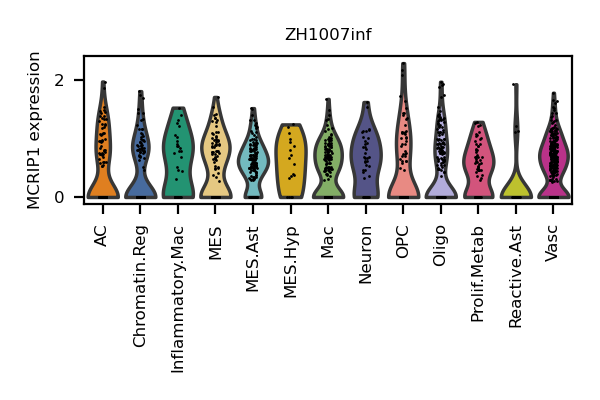 ZH1007inf
MCRIP1 expression
2
0
AC
Chromatin.Reg
Inflammatory.Mac
MES
MES.Ast
MES.Hyp
Mac
Neuron
OPC
Oligo
Prolif.Metab
Reactive.Ast
Vasc